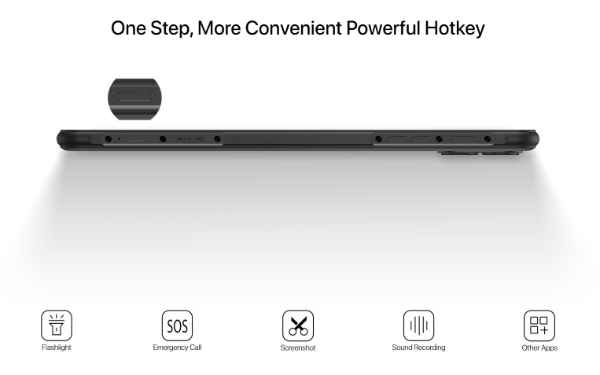 One Step, More Convenient Powerful Hotkey
SOS
Flashlight
Emergency Call
Screenshot
Sound Recording
Other Apps